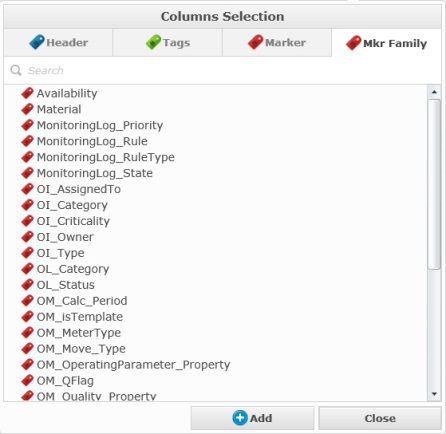 Columns Selection
Header Tags Marker Mkr Family
Search
Availability
Material
MonitoringLog_Priority
MonitoringLog_Rule
MonitoringLog_RuleType
MonitoringLog_State
OI_AssignedTo
OI_Category
OI_Criticality
OI_Owner
OI_Type
OL_Category
OL_Status
OM_Calc_Period
OM_isTemplate
OM_MeterType
OM_Move_Type
OM_OperatingParameter_Property
OM_QFlag
OM_Quality_Property
Add Close